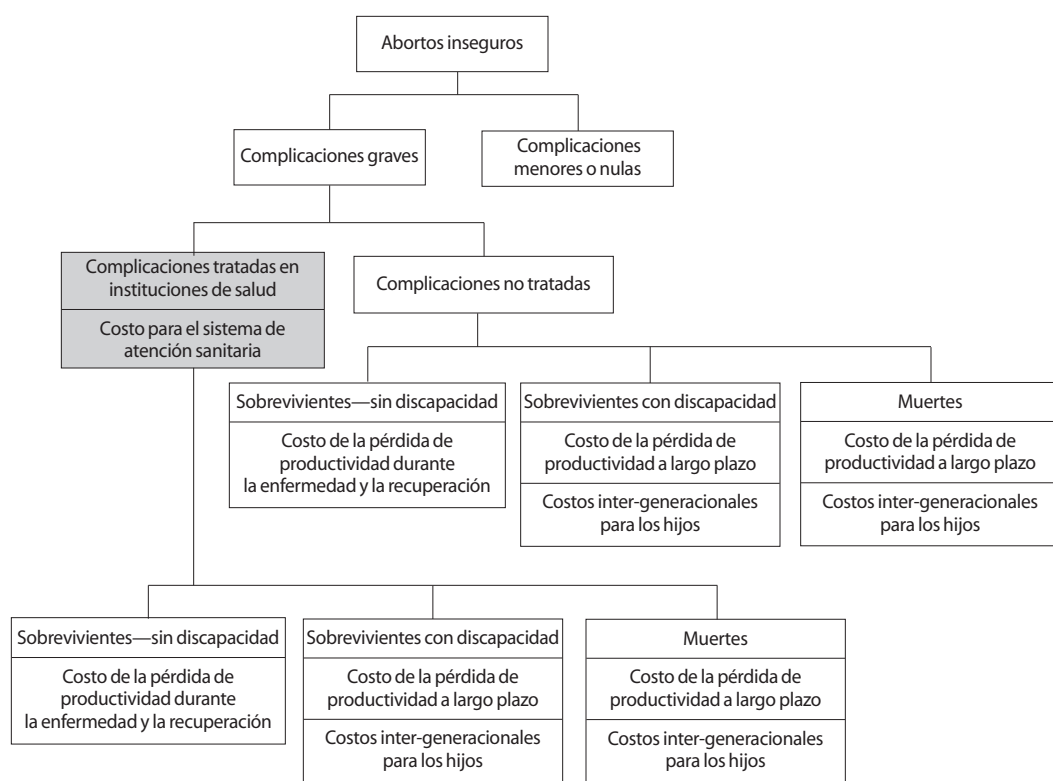 Abortos inseguros
Complicaciones graves
Complicaciones
menores o nulas
Complicaciones tratadas en
instituciones de salud
Costo para el sistema de
atención sanitaria
Complicaciones no tratadas
Sobrevivientes—sin discapacidad
Costo de la pérdida de
productividad durante
la enfermedad y la recuperación
Sobrevivientes con discapacidad
Costo de la pérdida de
productividad a largo plazo
Costos inter-generacionales
para los hijos
Muertes
Costo de la pérdida de
productividad a largo plazo
Costos inter-generacionales
para los hijos
Sobrevivientes—sin discapacidad
Costo de la pérdida de
productividad durante
la enfermedad y la recuperación
Sobrevivientes con discapacidad
Costo de la pérdida de
productividad a largo plazo
Costos inter-generacionales
para los hijos
Muertes
Costo de la pérdida de
productividad a largo plazo
Costos inter-generacionales
para los hijos